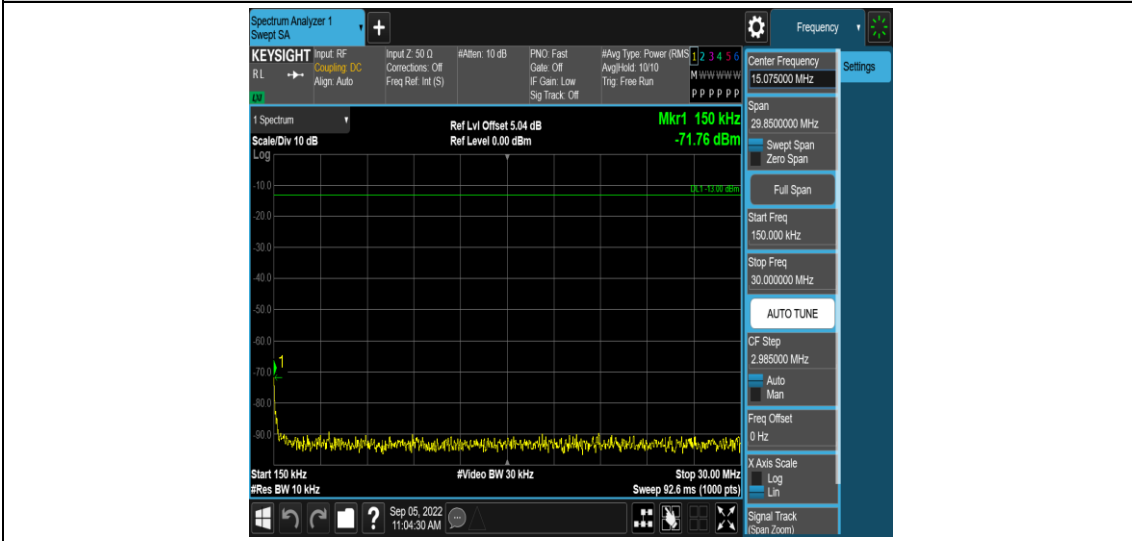 Spectrum Analyzer 1
Swept SA
+
Frequency
KEYSIGHT
RL
Input: RF
Coupling: DC
Align: Auto
Input Z: 50 Ω
Corrections: Off
Freq Ref: Int (S)
#Atten: 10 dB
PNO: Fast
Gate: Off
IF Gain: Low
Sig Track: Off
#Avg Type: Power (RMS
Avg|Hold: 10/10
Trig: Free Run
1 2 3 4 5 6
M W W W W W
P P P P P P
1 Spectrum
Scale/Div 10 dB
Log
Ref Lvl Offset 5.04 dB
Ref Level 0.00 dBm
Mkr1 150 kHz
-71.76 dBm
DL1 -13.00 dBm
-10.0
-20.0
-30.0
-40.0
-50.0
-60.0
1
-70.0
-80.0
-90.0
Start 150 kHz
#Res BW 10 kHz
#Video BW 30 kHz
Stop 30.00 MHz
Sweep 92.6 ms (1000 pts)
?
Sep 05, 2022
11:04:30 AM
Center Frequency
15.075000 MHz
Settings
Span
29.8500000 MHz
Swept Span
Zero Span
Full Span
Start Freq
150.000 kHz
Stop Freq
30.000000 MHz
AUTO TUNE
CF Step
2.985000 MHz
Auto
Man
Freq Offset
0 Hz
X Axis Scale
Log
Lin
Signal Track
(Span Zoom)